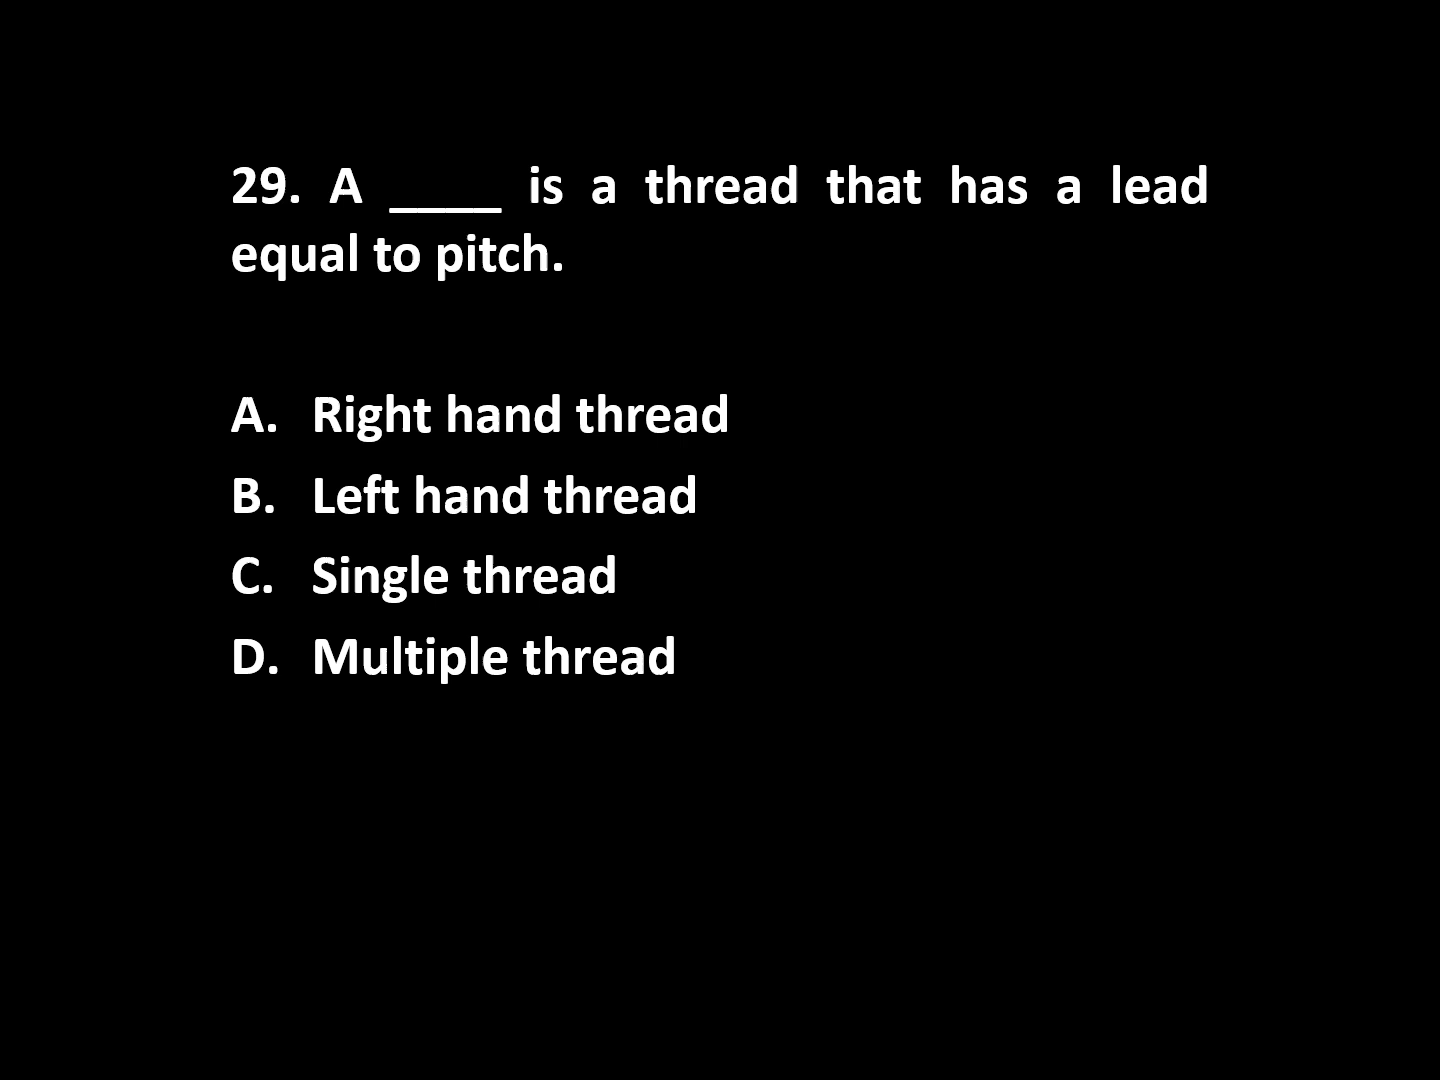 29. A ____ is a thread that has a lead
equal to pitch.
A. Right hand thread
B. Left hand thread
C. Single thread
D. Multiple thread